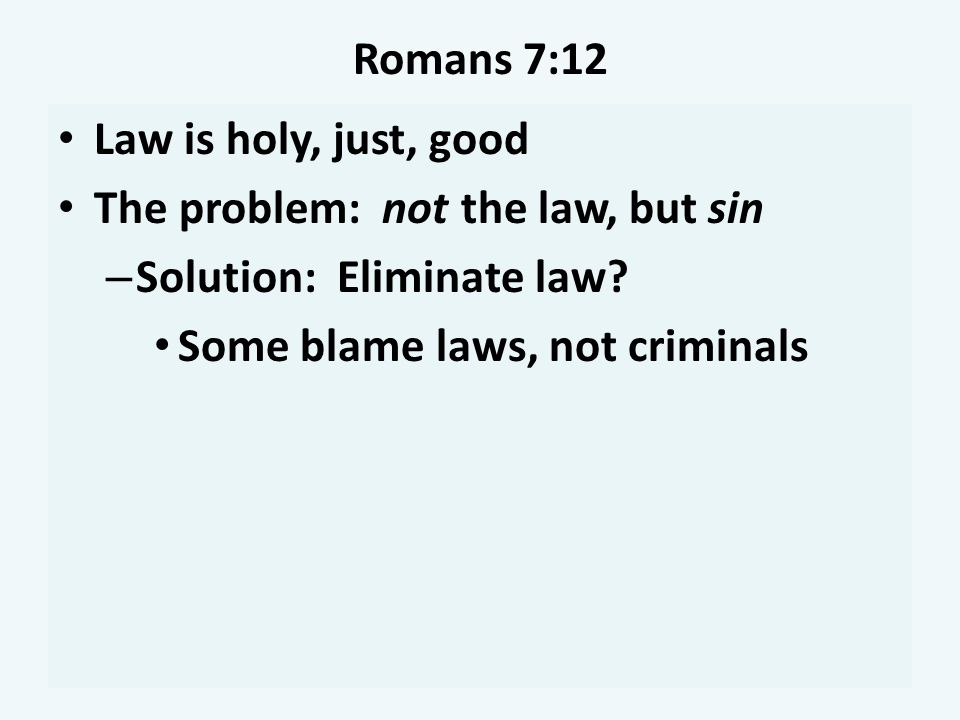 Romans 7:12
• Law is holy, just, good
• The problem: not the law, but sin
– Solution: Eliminate law?
• Some blame laws, not criminals